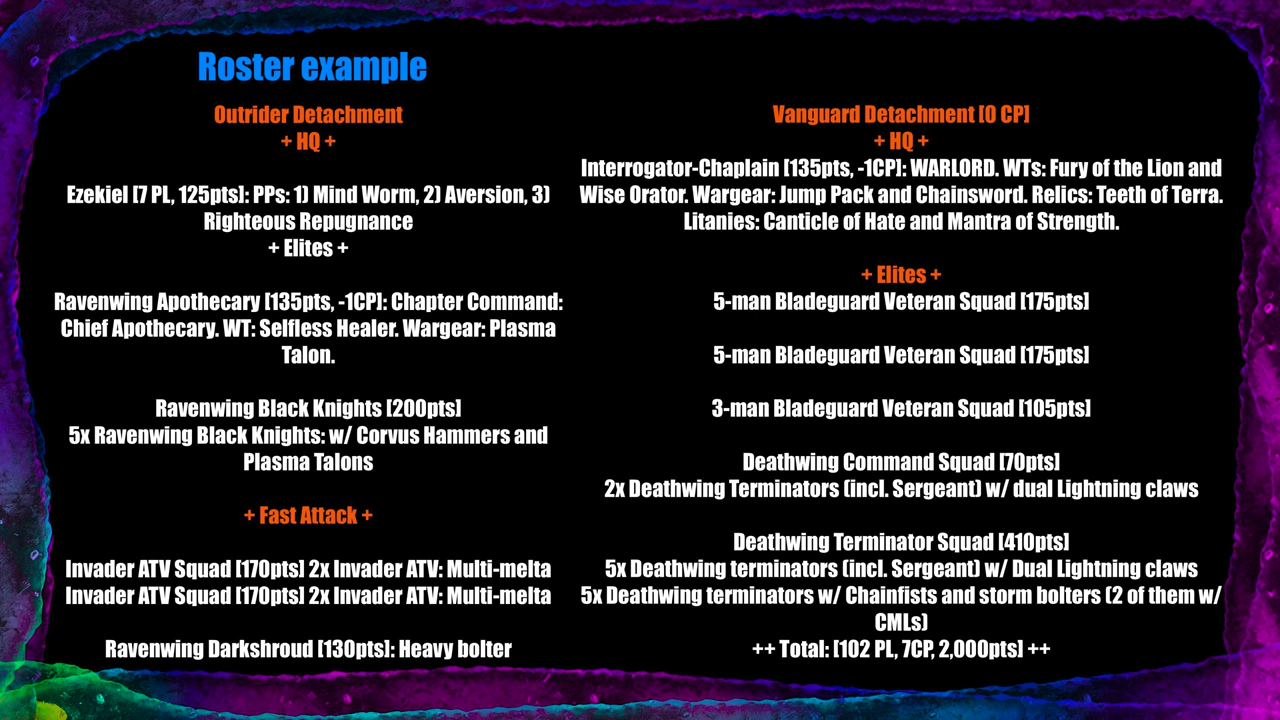 Roster example
Outrider Detachment
+ HQ +
Ezekiel [7 PL, 125pts]: PPs: 1) Mind Worm, 2) Aversion, 3)
Righteous Repugnance
+ Elites +
Ravenwing Apothecary [135pts, -1CP]: Chapter Command:
Chief Apothecary. WT: Selfless Healer. Wargear: Plasma
Talon.
Ravenwing Black Knights [200pts]
5x Ravenwing Black Knights: w/ Corvus Hammers and
Plasma Talons
+ Fast Attack +
Invader ATV Squad [170pts] 2x Invader ATV: Multi-melta
Invader ATV Squad [170pts] 2x Invader ATV: Multi-melta
Ravenwing Darkshroud [130pts]: Heavy bolter
Vanguard Detachment [0 CP]
+ HQ +
Interrogator-Chaplain [135pts, -1CP]: WARLORD. WTs: Fury of the Lion and
Wise Orator. Wargear: Jump Pack and Chainsword. Relics: Teeth of Terra.
Litanies: Canticle of Hate and Mantra of Strength.
+ Elites +
5-man Bladeguard Veteran Squad [175pts]
5-man Bladeguard Veteran Squad [175pts]
3-man Bladeguard Veteran Squad [105pts]
Deathwing Command Squad [70pts]
2x Deathwing Terminators (incl. Sergeant) w/ dual Lightning claws
Deathwing Terminator Squad [410pts]
5x Deathwing terminators (incl. Sergeant) w/ Dual Lightning claws
5x Deathwing terminators w/ Chainfists and storm bolters (2 of them w/
CMLs)
++ Total: [102 PL, 7CP, 2,000pts] ++